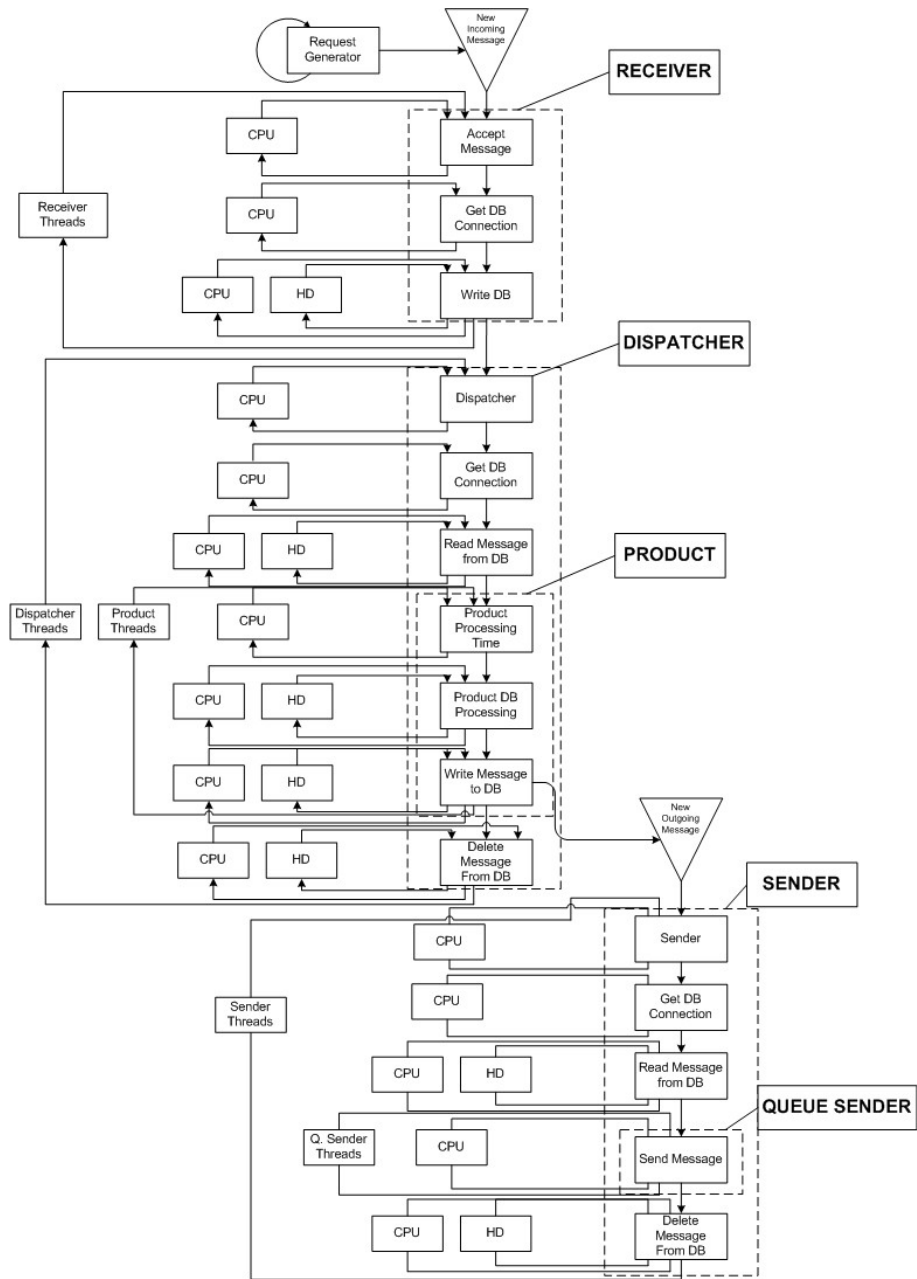 New
Incoming
Message
Request
Generator
RECEIVER
CPU
Accept
Message
Receiver
Threads
CPU
Get DB
Connection
CPU
HD
Write DB
DISPATCHER
CPU
Dispatcher
CPU
Get DB
Connection
CPU
HD
Read Message
from DB
PRODUCT
Dispatcher
Threads
Product
Threads
CPU
Product
Processing
Time
CPU
HD
Product DB
Processing
CPU
HD
Write Message
to DB
New
Outgoing
Message
CPU
HD
Delete
Message
From DB
SENDER
CPU
Sender
Sender
Threads
CPU
Get DB
Connection
CPU
HD
Read Message
from DB
QUEUE SENDER
Q. Sender
Threads
CPU
Send Message
CPU
HD
Delete
Message
From DB